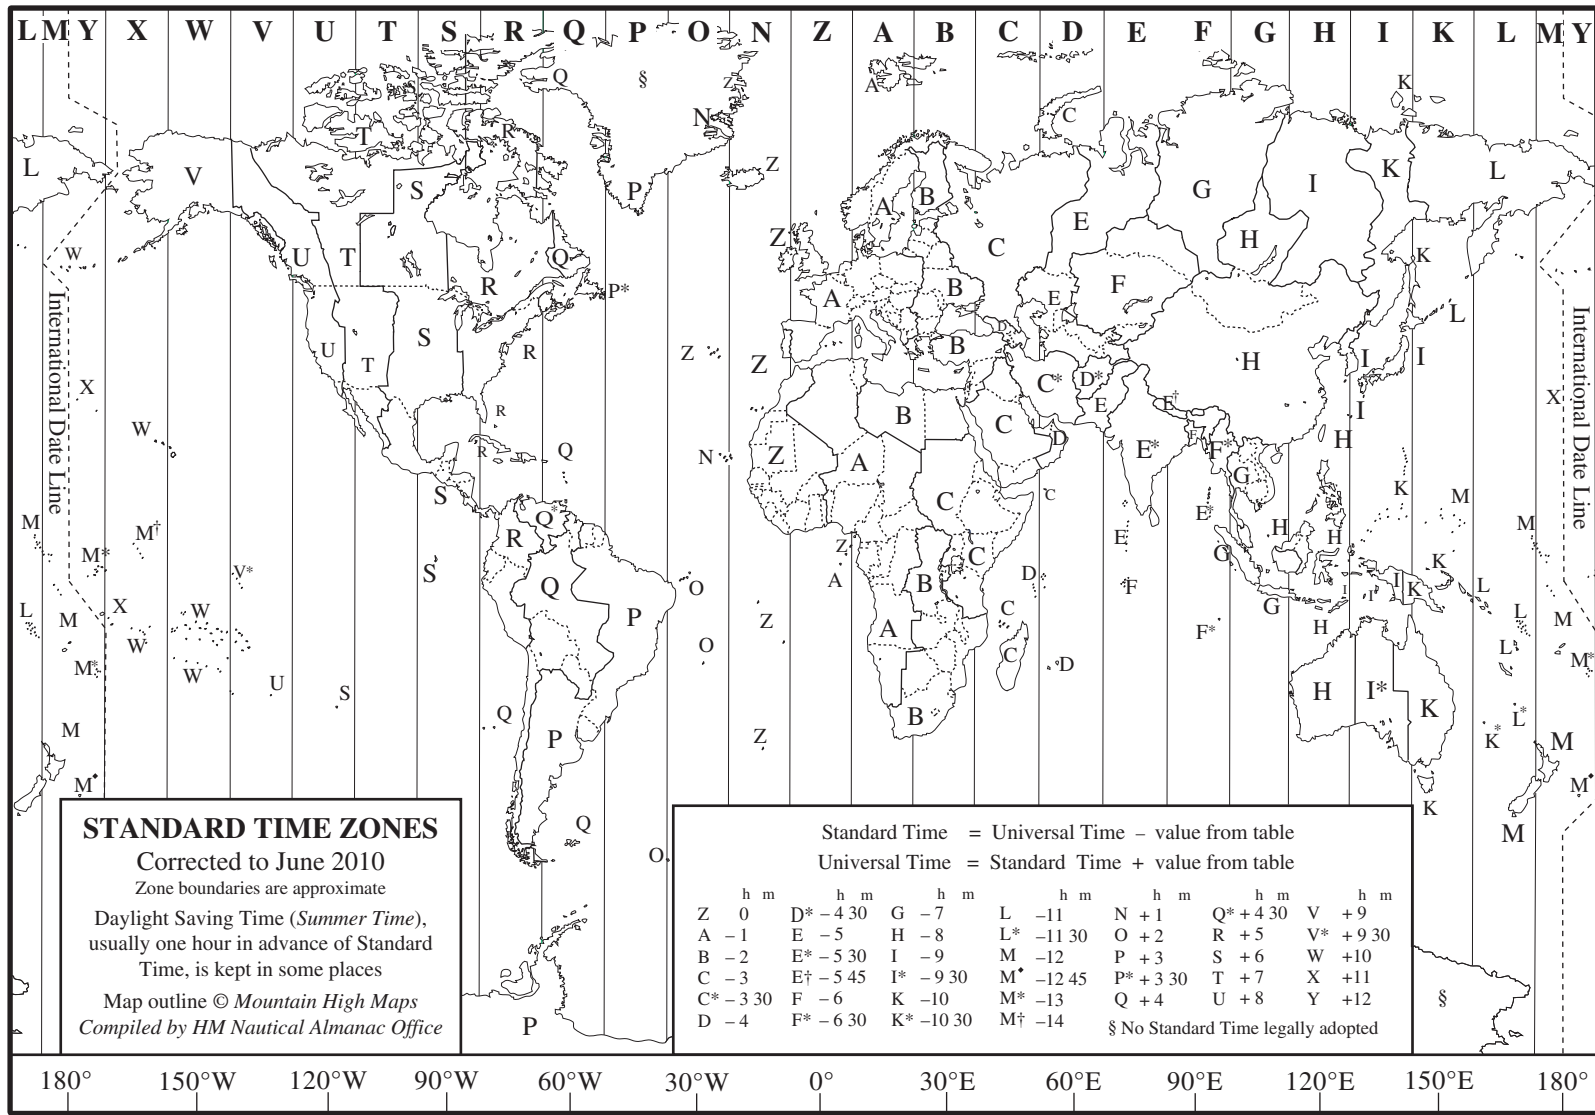 L M Y X W V U T S R Q P O N Z A B C D E F G H I K L M Y
Q § Z A K
S N C
T R Z
L V S P A B G I K L
Z C E H
W U T Q K
R P* A B E F
L
S D
U T R O Z B H I K
X C* D* E† X
R B C E I
W Q N Z A D E* F F* H
R G
S C K M
M M† Q* C E* H H M
M* R Z E G K
V* S Q O A B C D F I I K L
L M X W P Z C G L M
W O A F* H L
M* W U S C D H I* K M*
M Q P Z B K* L* M
M◆ M◆
K
M
Q
O
P
§
International Date Line
International Date Line
STANDARD TIME ZONES
Corrected to June 2010
Zone boundaries are approximate
Daylight Saving Time (Summer Time),
usually one hour in advance of Standard
Time, is kept in some places
Map outline © Mountain High Maps
Compiled by HM Nautical Almanac Office
Standard Time = Universal Time – value from table
Universal Time = Standard Time + value from table
h m h m h m h m h m h m h m
Z 0 D* – 4 30 G – 7 L –11 N + 1 Q* + 4 30 V + 9
A – 1 E – 5 H – 8 L* –11 30 O + 2 R + 5 V* + 9 30
B – 2 E* – 5 30 I – 9 M –12 P + 3 S + 6 W +10
C – 3 E† – 5 45 I* – 9 30 M◆ –12 45 P* + 3 30 T + 7 X +11
C* – 3 30 F – 6 K –10 M* –13 Q + 4 U + 8 Y +12
D – 4 F* – 6 30 K* –10 30 M† –14 § No Standard Time legally adopted
180° 150°W 120°W 90°W 60°W 30°W 0° 30°E 60°E 90°E 120°E 150°E 180°